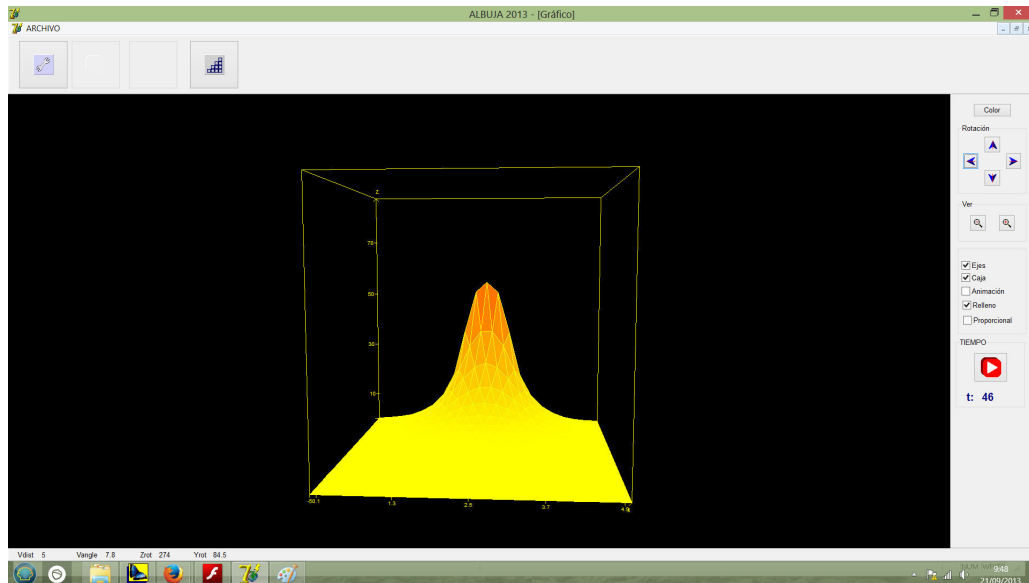 ALBUJA 2013 - [Gráfico]
ARCHIVO
Color
Rotación
Ver
Ejes
Caja
Animación
Relleno
Proporcional
TIEMPO
t: 46
Z
70
50
30
10
1.3
2.5
3.7
Vdist 5 Vangle 7.8 Zrot 274 Yrot 84.5
9:48
21/09/2013